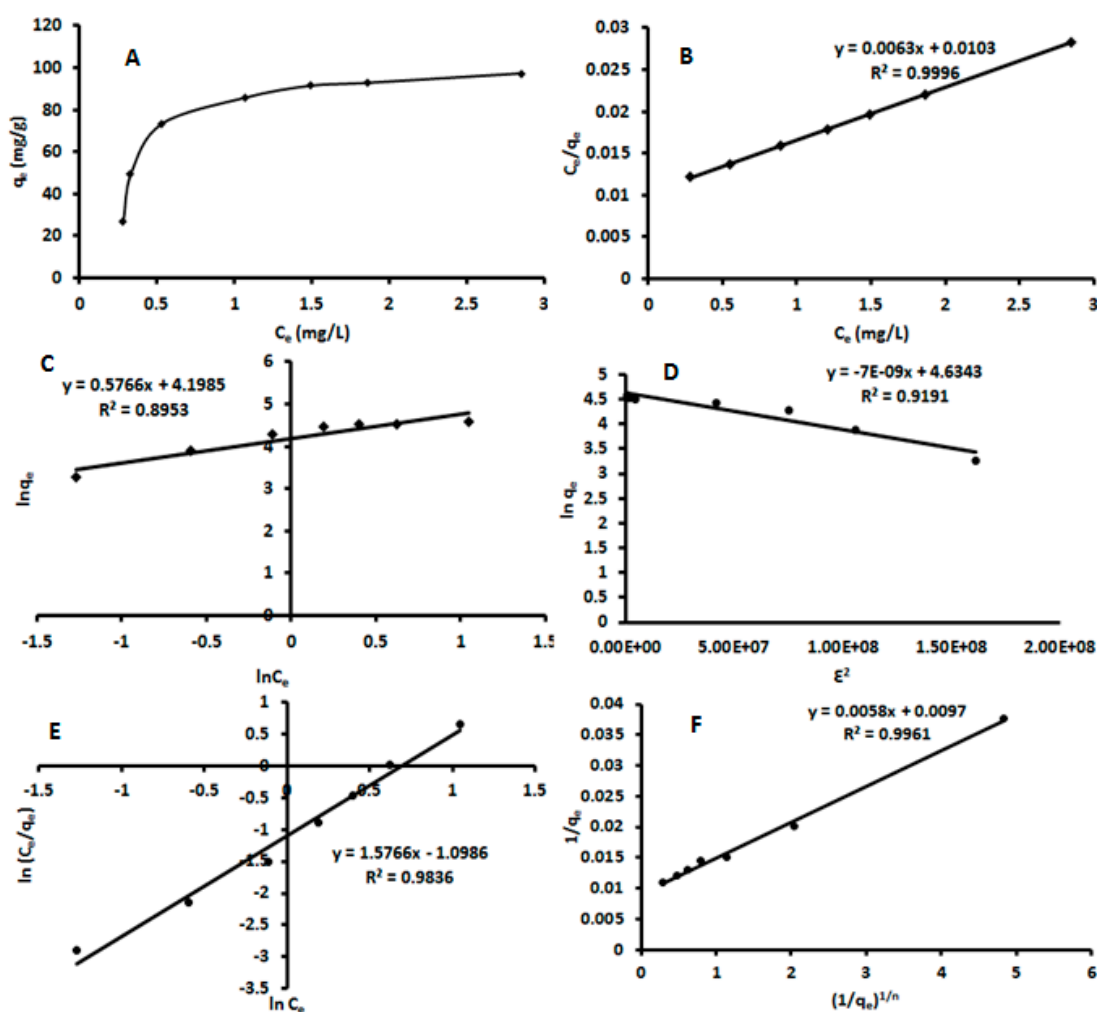 A
120
100
80
60
40
20
0
qe (mg/g)
0 0.5 1 1.5 2 2.5 3
Ce (mg/L)
B
y = 0.0063x + 0.0103
R² = 0.9996
0.03
0.025
0.02
0.015
0.01
0.005
0
Ce/qe
0 0.5 1 1.5 2 2.5 3
Ce (mg/L)
C
y = 0.5766x + 4.1985
R² = 0.8953
6
5
4
3
2
1
0
lnqe
-1.5 -1 -0.5 0 0.5 1 1.5
lnCe
D
y = -7E-09x + 4.6343
R² = 0.9191
5
4.5
4
3.5
3
2.5
2
1.5
1
0.5
0
ln qe
0.00E+00 5.00E+07 1.00E+08 1.50E+08 2.00E+08
Ɛ²
E
1
0.5
0
-0.5
-1
-1.5
-2
-2.5
-3
-3.5
ln (Ce/qe)
-1.5 -1 -0.5 0 0.5 1 1.5
y = 1.5766x - 1.0986
R² = 0.9836
ln Ce
F
y = 0.0058x + 0.0097
R² = 0.9961
0.04
0.035
0.03
0.025
0.02
0.015
0.01
0.005
0
1/qe
0 1 2 3 4 5 6
(1/qe)1/n